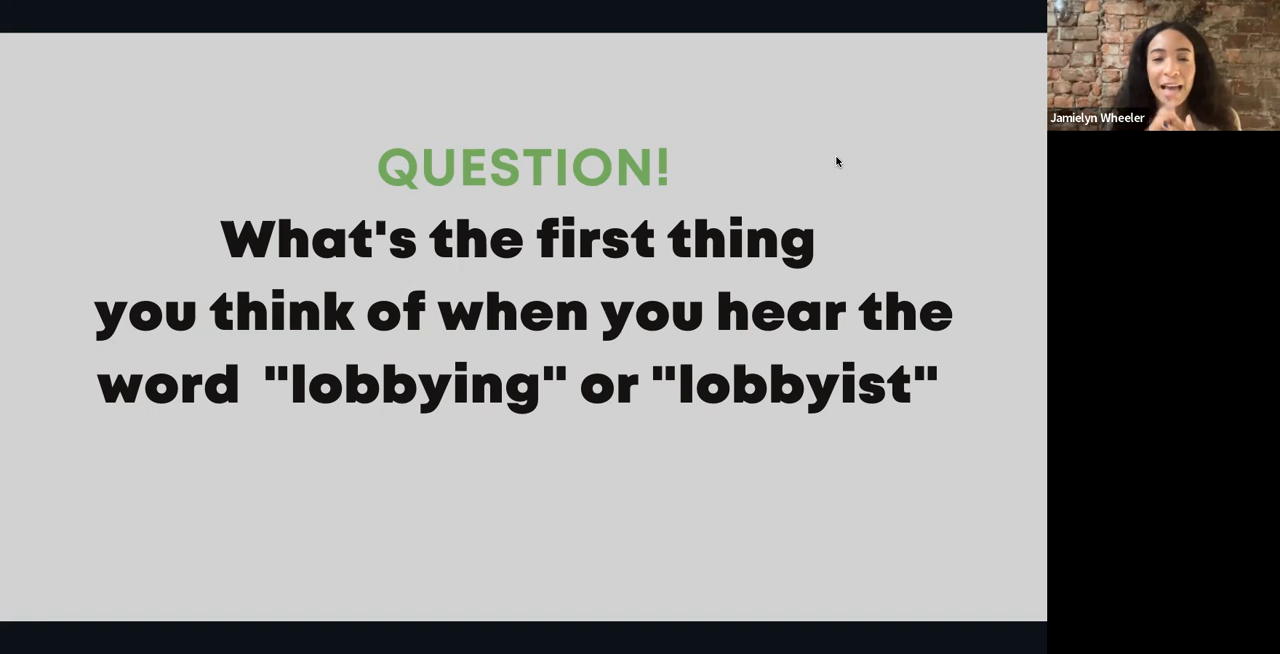 QUESTION!
What's the first thing
you think of when you hear the
word "lobbying" or "lobbyist"
Jamielyn Wheeler